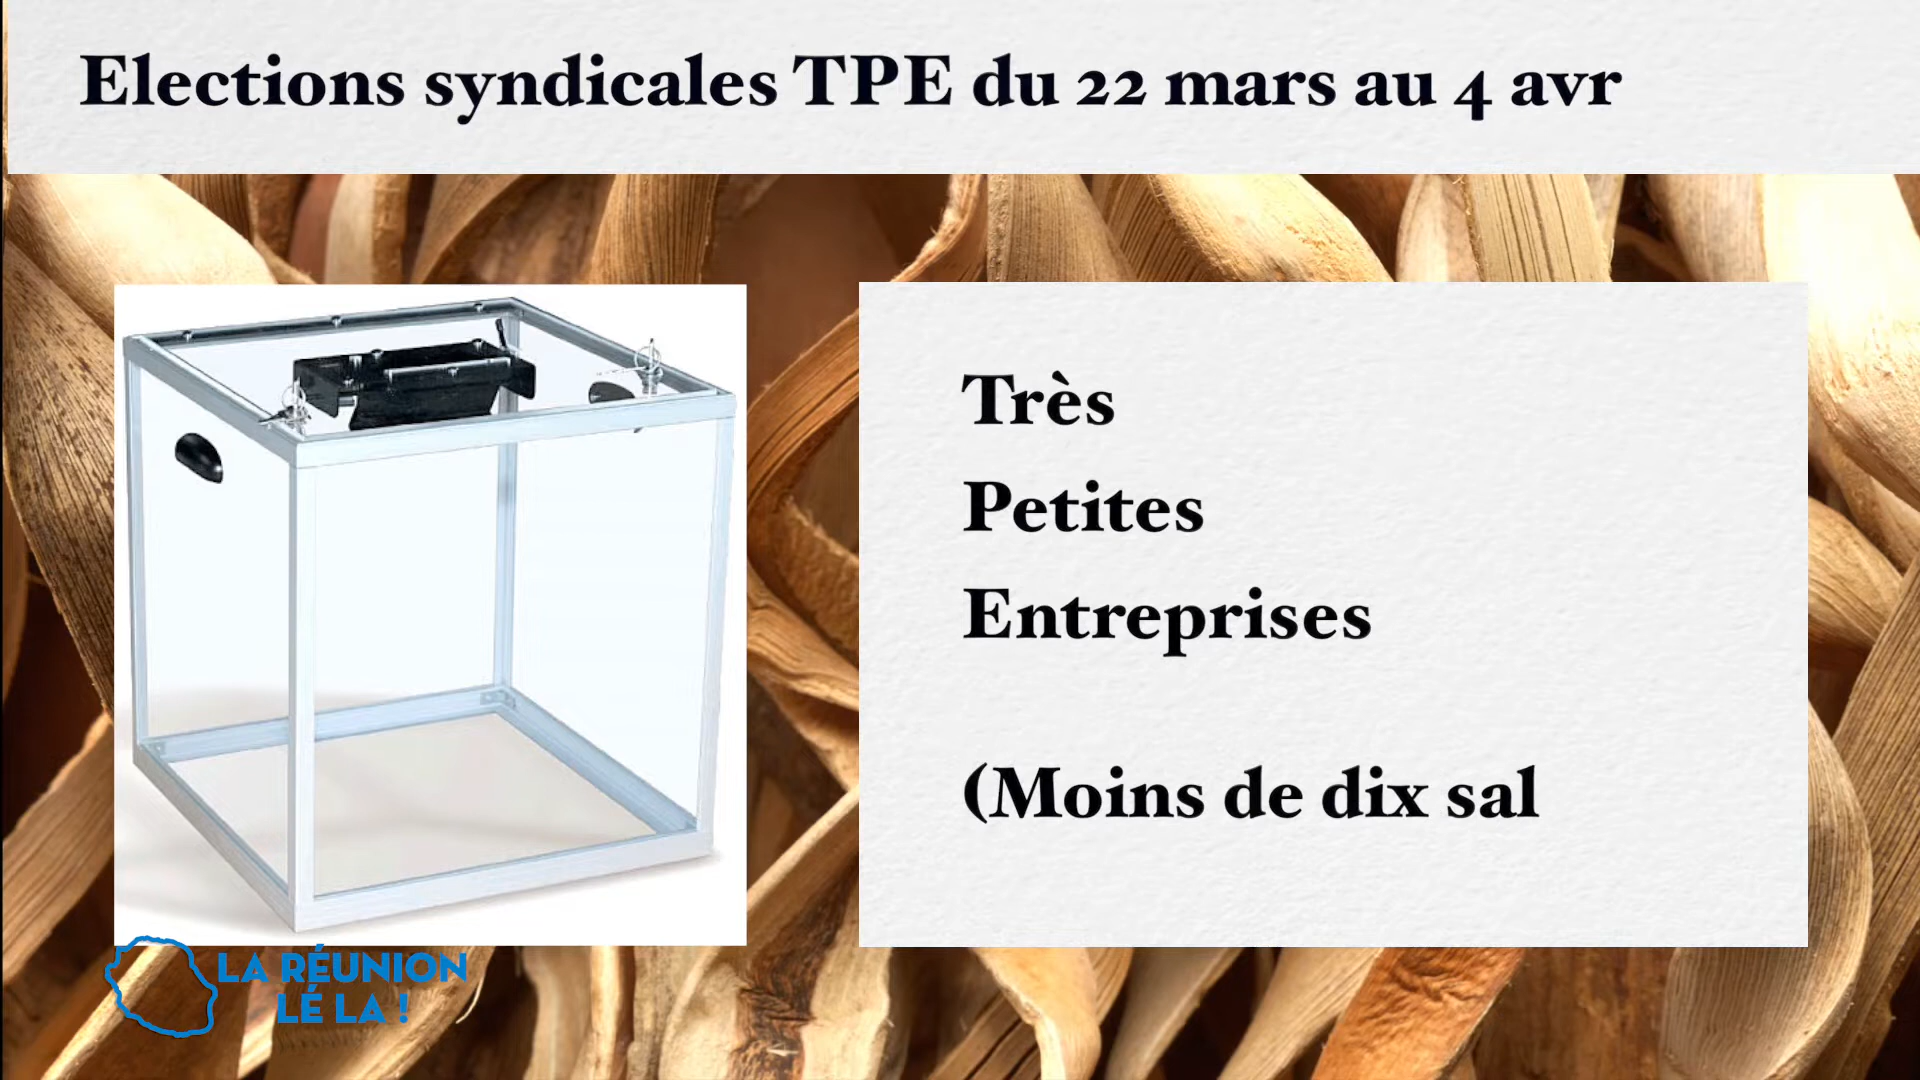 Elections syndicales TPE du 22 mars au 4 avr
Très
Petites
Entreprises
(Moins de dix sal
LA RÉUNION
LÉ LA !